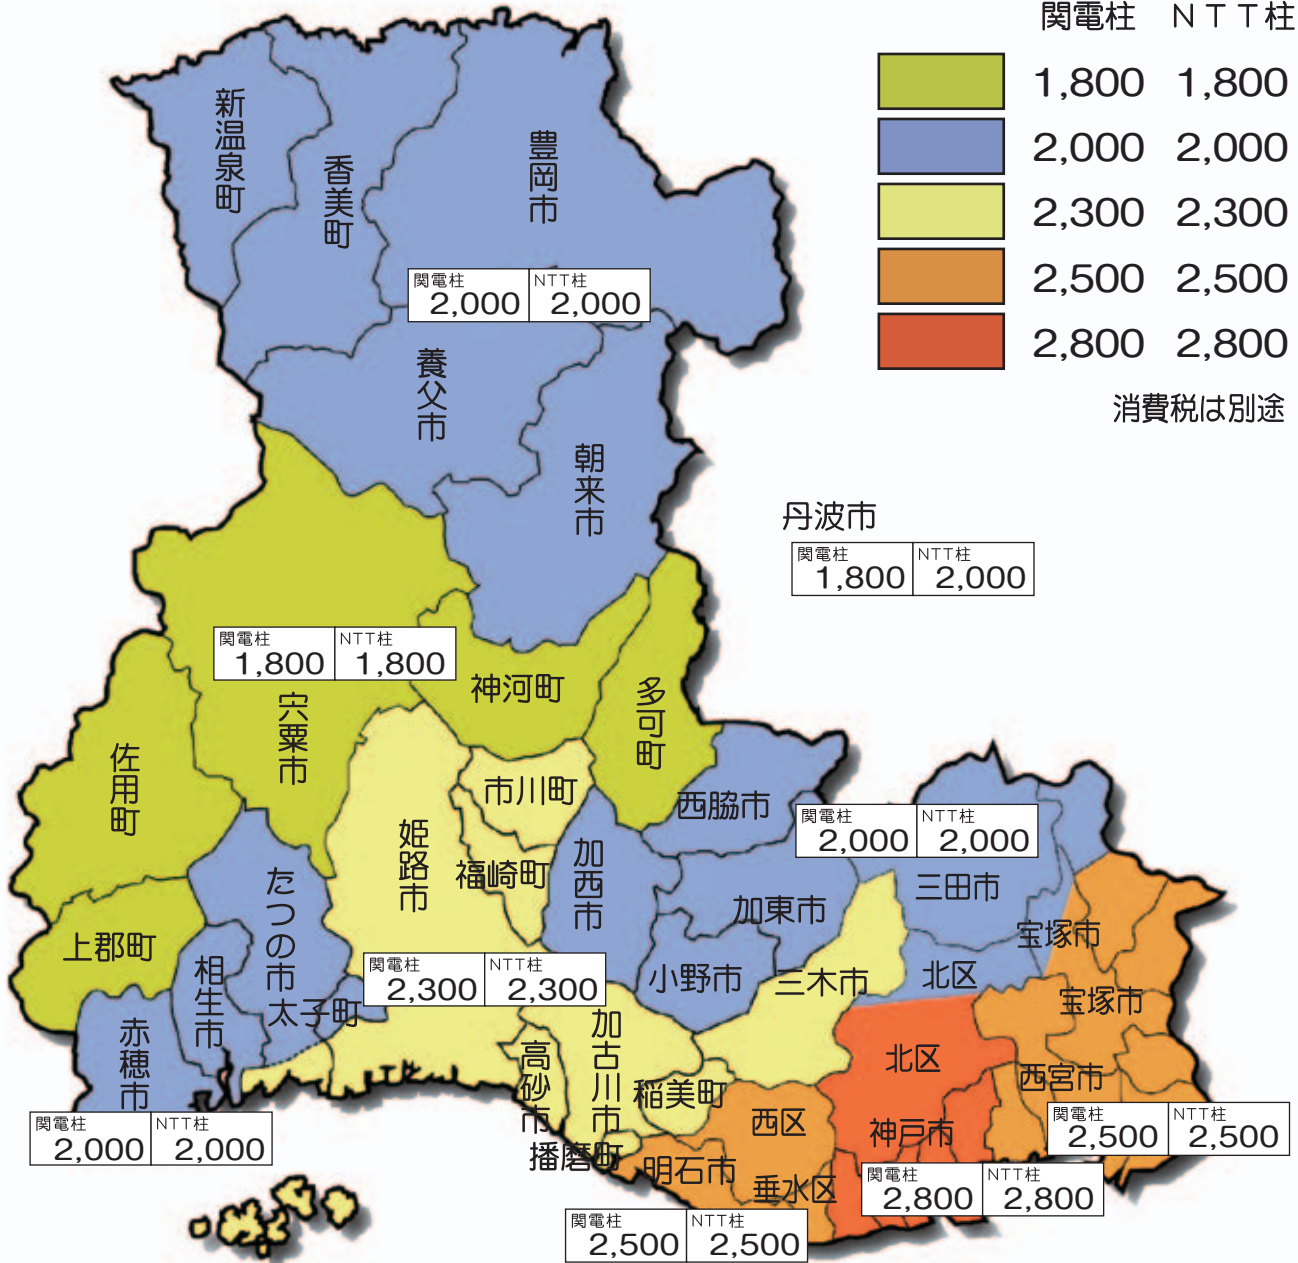 関電柱 NTT柱
1,800 1,800
2,000 2,000
2,300 2,300
2,500 2,500
2,800 2,800
消費税は別途
新温泉町
香美町
豊岡市
関電柱 2,000 NTT柱 2,000
養父市
朝来市
丹波市
関電柱 1,800 NTT柱 2,000
関電柱 1,800 NTT柱 1,800
宍粟市
神河町
多可町
佐用町
上郡町
市川町
福崎町
姫路市
加西市
西脇市
関電柱 2,000 NTT柱 2,000
三田市
加東市
たつの市
相生市
太子町
赤穂市
関電柱 2,000 NTT柱 2,000
関電柱 2,300 NTT柱 2,300
小野市
三木市
北区
宝塚市
宝塚市
加古川市
高砂市
稲美町
播磨町
北区
西宮市
関電柱 2,500 NTT柱 2,500
西区
神戸市
明石市
垂水区
関電柱 2,800 NTT柱 2,800
関電柱 2,500 NTT柱 2,500